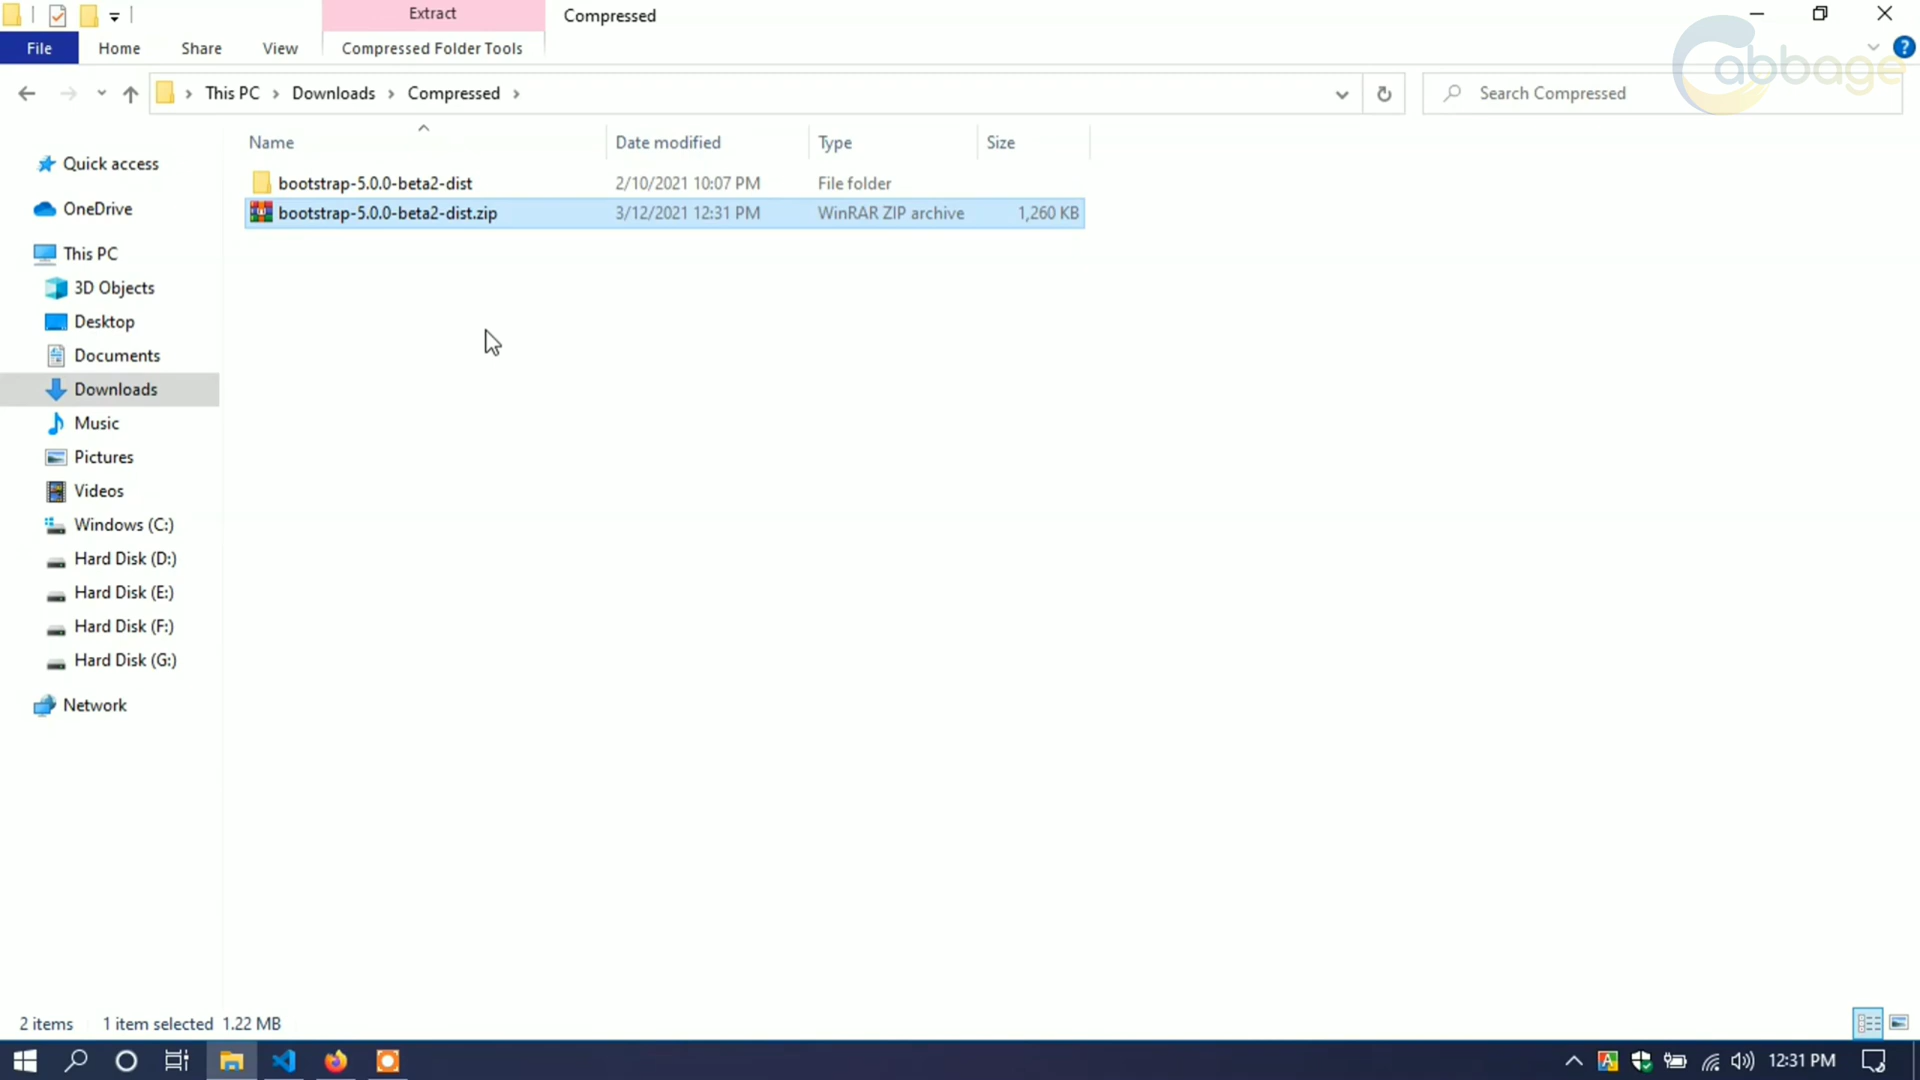 Extract
Compressed
File
Home
Share
View
Compressed Folder Tools
?
Cabbage
This PC
Downloads
Compressed
Search Compressed
Name
Date modified
Type
Size
bootstrap-5.0.0-beta2-dist
2/10/2021 10:07 PM
File folder
bootstrap-5.0.0-beta2-dist.zip
3/12/2021 12:31 PM
WinRAR ZIP archive
1,260 KB
Quick access
OneDrive
This PC
3D Objects
Desktop
Documents
Downloads
Music
Pictures
Videos
Windows (C:)
Hard Disk (D:)
Hard Disk (E:)
Hard Disk (F:)
Hard Disk (G:)
Network
2 items
1 item selected 1.22 MB
A
12:31 PM